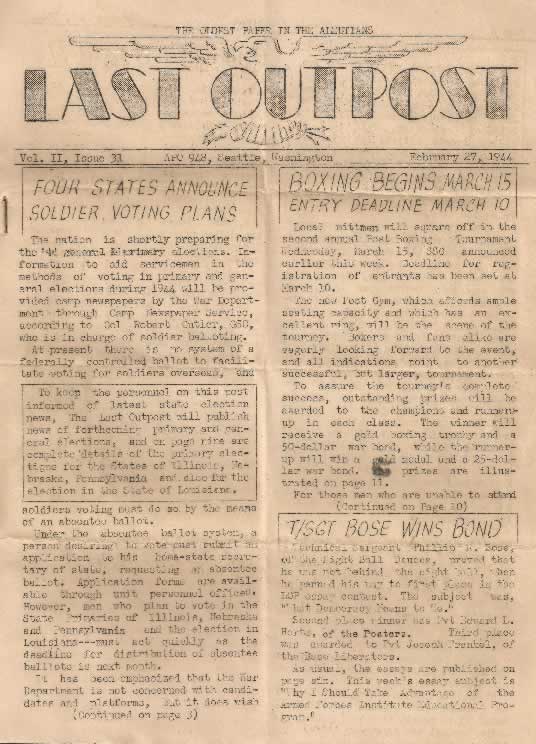 THE OLDEST PAPER IN THE ALEUTIANS
LAST OUTPOST
Vol. II, Issue 31 APO 948, Seattle, Washington February 27, 1944
FOUR STATES ANNOUNCE
SOLDIER VOTING PLANS
The nation is shortly preparing for
the '44 general & primary elections. In-
formation to aid servicemen in the
methods of voting in primary and gen-
eral elections during 1944 will be pro-
vided camp newspapers by the War Depart-
ment through Camp Newspaper Service,
according to Col Robert Cutler, GSC,
who is in charge of soldier balloting.
At present there is no system of a
federally controlled ballot to facili-
tate voting for soldiers overseas, and
To keep the personnel on this post
informed of latest state election
news, The Last Outpost will publish
news of forthcoming primary and gen-
eral elections, and on page nine are
complete details of the primary elec-
tions for the States of Illinois, Ne-
braska, Pennsylvania and also for the
election in the State of Louisiana.
soldiers voting must do so by the means
of an absentee ballot.
Under the absentee ballot system, a
person desiring to vote must submit an
application to his home-state secre-
tary of state, requesting an absentee
ballot. Application forms are avail-
able through unit personnel offices.
However, men who plan to vote in the
State Primaries of Illinois, Nebraska
and Pennsylvania and the election in
Louisiana---must act quickly as the
deadline for distribution of absentee
ballots is next month.
It has been emphasized that the War
Department is not concerned with candi-
dates and platforms, but it does wish
(Continued on page 3)
BOXING BEGINS MARCH 15
ENTRY DEADLINE MARCH 10
Local mittmen will square off in the
second annual Post Boxing Tournament
Wednesday, March 15, SSO announced
earlier this week. Deadline for reg-
istration of entrants has been set at
March 10.
The new Post Gym, which affords ample
seating capacity and which has an ex-
cellent ring, will be the scene of the
tourney. Boxers and fans alike are
eagerly looking forward to the event,
and all indications point to another
successful, but larger, tournament.
To assure the tourney's complete
success, outstanding prizes will be
awarded to the champions and runners-
up in each class. The winner will
receive a gold boxing trophy and a
50-dollar war bond, while the runner-
up will win a gold medal and a 25-dol-
lar war bond. prizes are illus-
trated on page 11.
For those men who are unable to attend
(Continued on Page 10)
T/SGT BOSE WINS BOND
Technical Sergeant Phillip Bose,
of the Eight Ball Dances, proved that
he was not behind the eight ball, when
he earned his way to first place in the
essay contest. The subject was,
"What Democracy Means to Me."
Second place winner was Pvt Edward L.
of the Posters. Third place
was awarded to Pvt Joseph Frenkel, of
the Base Liberators.
As usual, the essays are published on
page six. This week's essay subject is
"Why I Should Take Advantage of the
Armed Forces Institute Educational Pro-
gram."